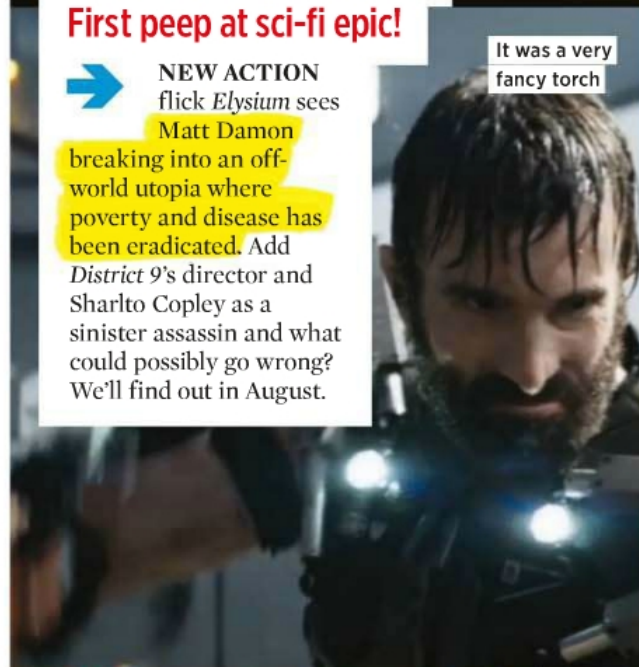 First peep at sci-fi epic!
NEW ACTION
flick Elysium sees
Matt Damon
breaking into an off-
world utopia where
poverty and disease has
been eradicated. Add
District 9’s director and
Sharlto Copley as a
sinister assassin and what
could possibly go wrong?
We’ll find out in August.
It was a very
fancy torch